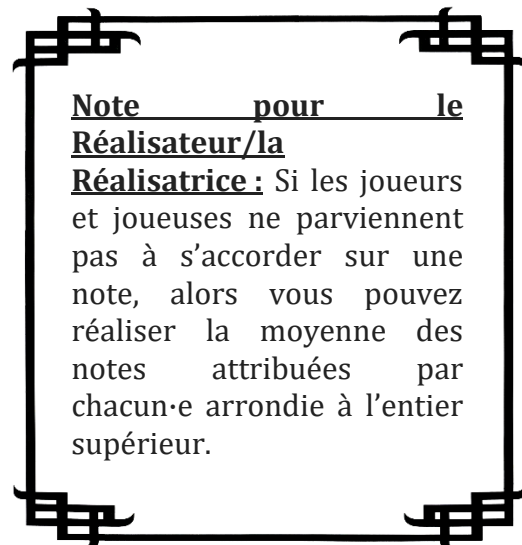 Note pour le
Réalisateur/la
Réalisatrice : Si les joueurs
et joueuses ne parviennent
pas à s’accorder sur une
note, alors vous pouvez
réaliser la moyenne des
notes attribuées par
chacun·e arrondie à l’entier
supérieur.